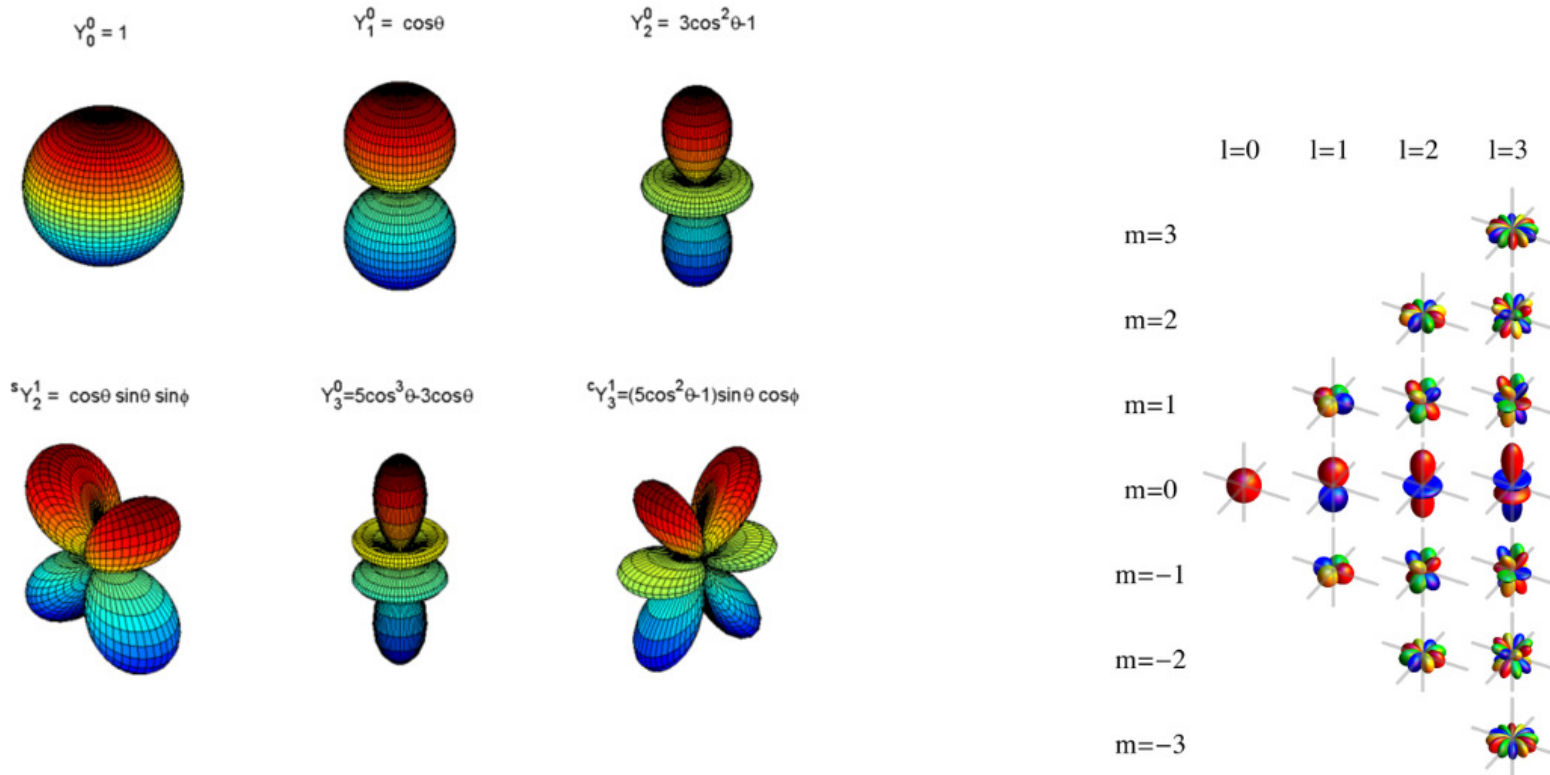 Y₀⁰ = 1
Y₁⁰ = cosθ
Y₂⁰ = 3cos²θ-1
ˢY₂¹ = cosθ sinθ sinϕ
Y₃⁰=5cos³θ-3cosθ
ᶜY₃¹=(5cos²θ-1)sinθ cosϕ
l=0 l=1 l=2 l=3
m=3
m=2
m=1
m=0
m=−1
m=−2
m=−3